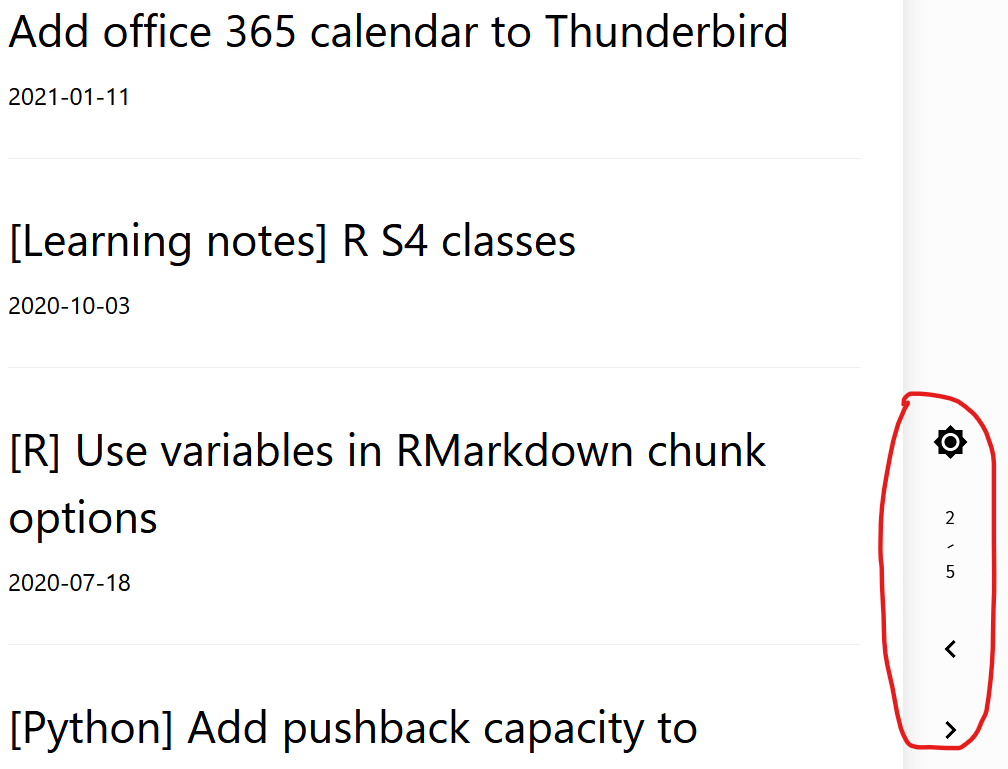 Add office 365 calendar to Thunderbird
2021-01-11
[Learning notes] R S4 classes
2020-10-03
[R] Use variables in RMarkdown chunk
options
2020-07-18
[Python] Add pushback capacity to
2
/
5
<
>